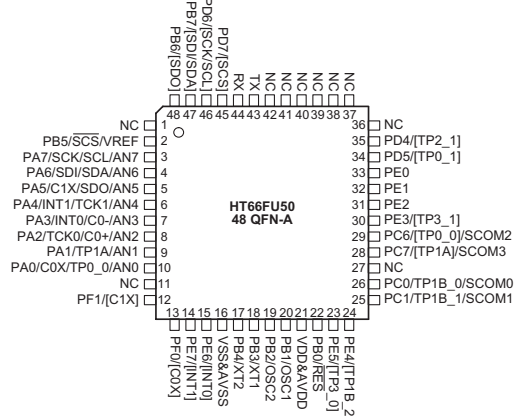 PB6/[SDO]
PB7/[SDI/SDA]
PD6/[SCK/SCL]
PD7/[SCS]
RX
TX
NC
NC
NC
NC
NC
NC
48 47 46 45 44 43 42 41 40 39 38 37
NC 1
PB5/SCS/VREF 2
PA7/SCK/SCL/AN7 3
PA6/SDI/SDA/AN6 4
PA5/C1X/SDO/AN5 5
PA4/INT1/TCK1/AN4 6
PA3/INT0/C0-/AN3 7
PA2/TCK0/C0+/AN2 8
PA1/TP1A/AN1 9
PA0/C0X/TP0_0/AN0 10
NC 11
PF1/[C1X] 12
HT66FU50
48 QFN-A
36 NC
35 PD4/[TP2_1]
34 PD5/[TP0_1]
33 PE0
32 PE1
31 PE2
30 PE3/[TP3_1]
29 PC6/[TP0_0]/SCOM2
28 PC7/[TP1A]/SCOM3
27 NC
26 PC0/TP1B_0/SCOM0
25 PC1/TP1B_1/SCOM1
13 14 15 16 17 18 19 20 21 22 23 24
PF0/[C0X]
PE7/[INT1]
PE6/[INT0]
VSS&AVSS
PB4/XT2
PB3/XT1
PB2/OSC2
PB1/OSC1
VDD&AVDD
PB0/RES
PE5/[TP3_0]
PE4/[TP1B_2